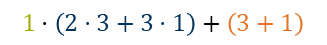 1 · (2 · 3 + 3 · 1) + (3 + 1)